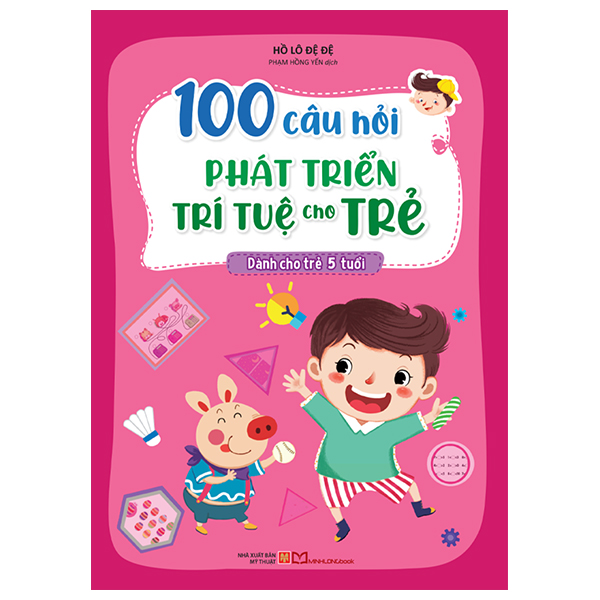 HỒ LÔ ĐỆ ĐỆ
PHẠM HỒNG YẾN dịch
100 câu hỏi
PHÁT TRIỂN
TRÍ TUỆ cho TRẺ
Dành cho trẻ 5 tuổi
NHÀ XUẤT BẢN
MỸ THUẬT
MINHLONGbook